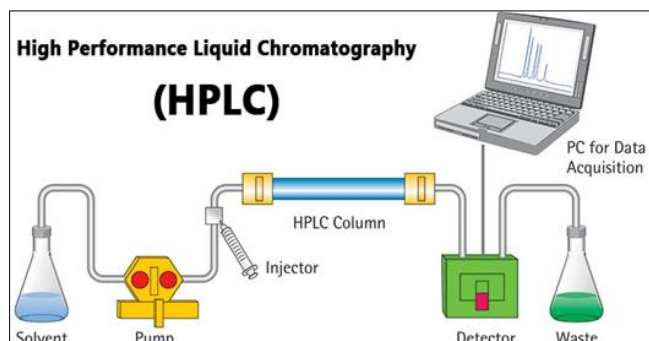 High Performance Liquid Chromatography
(HPLC)
PC for Data
Acquisition
HPLC Column
Injector
Solvent
Pump
Detector
Waste